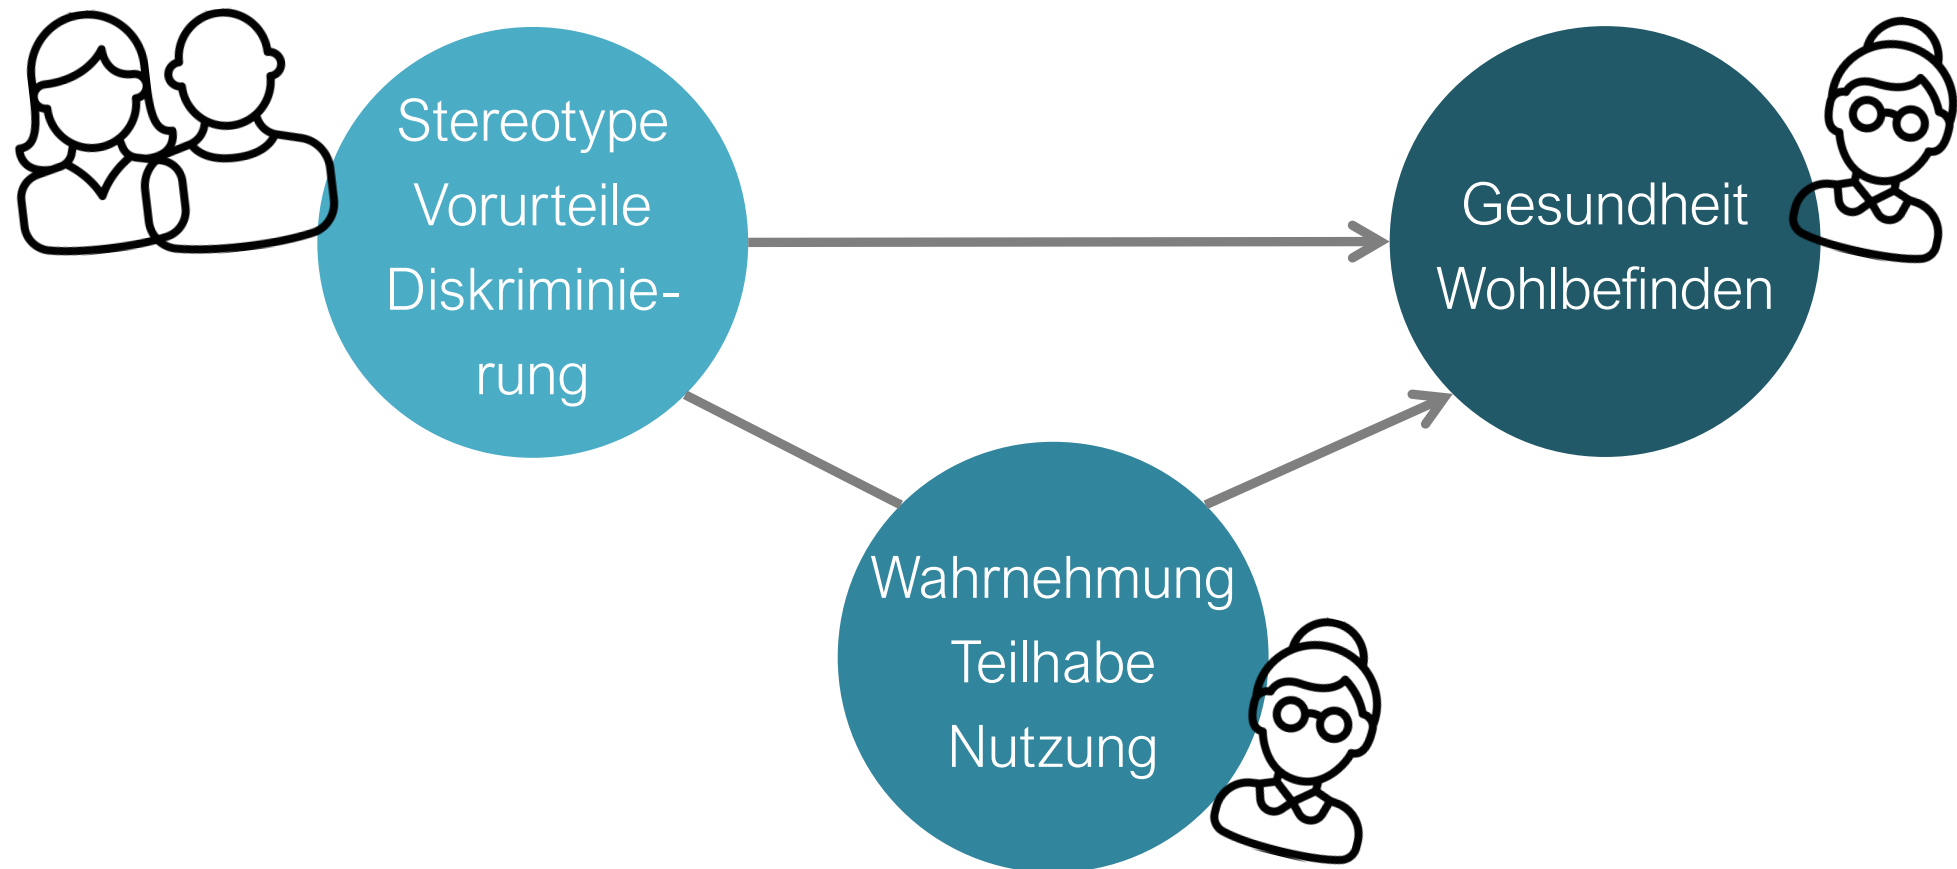 Stereotype
Vorurteile
Diskriminie-
rung
Gesundheit
Wohlbefinden
Wahrnehmung
Teilhabe
Nutzung